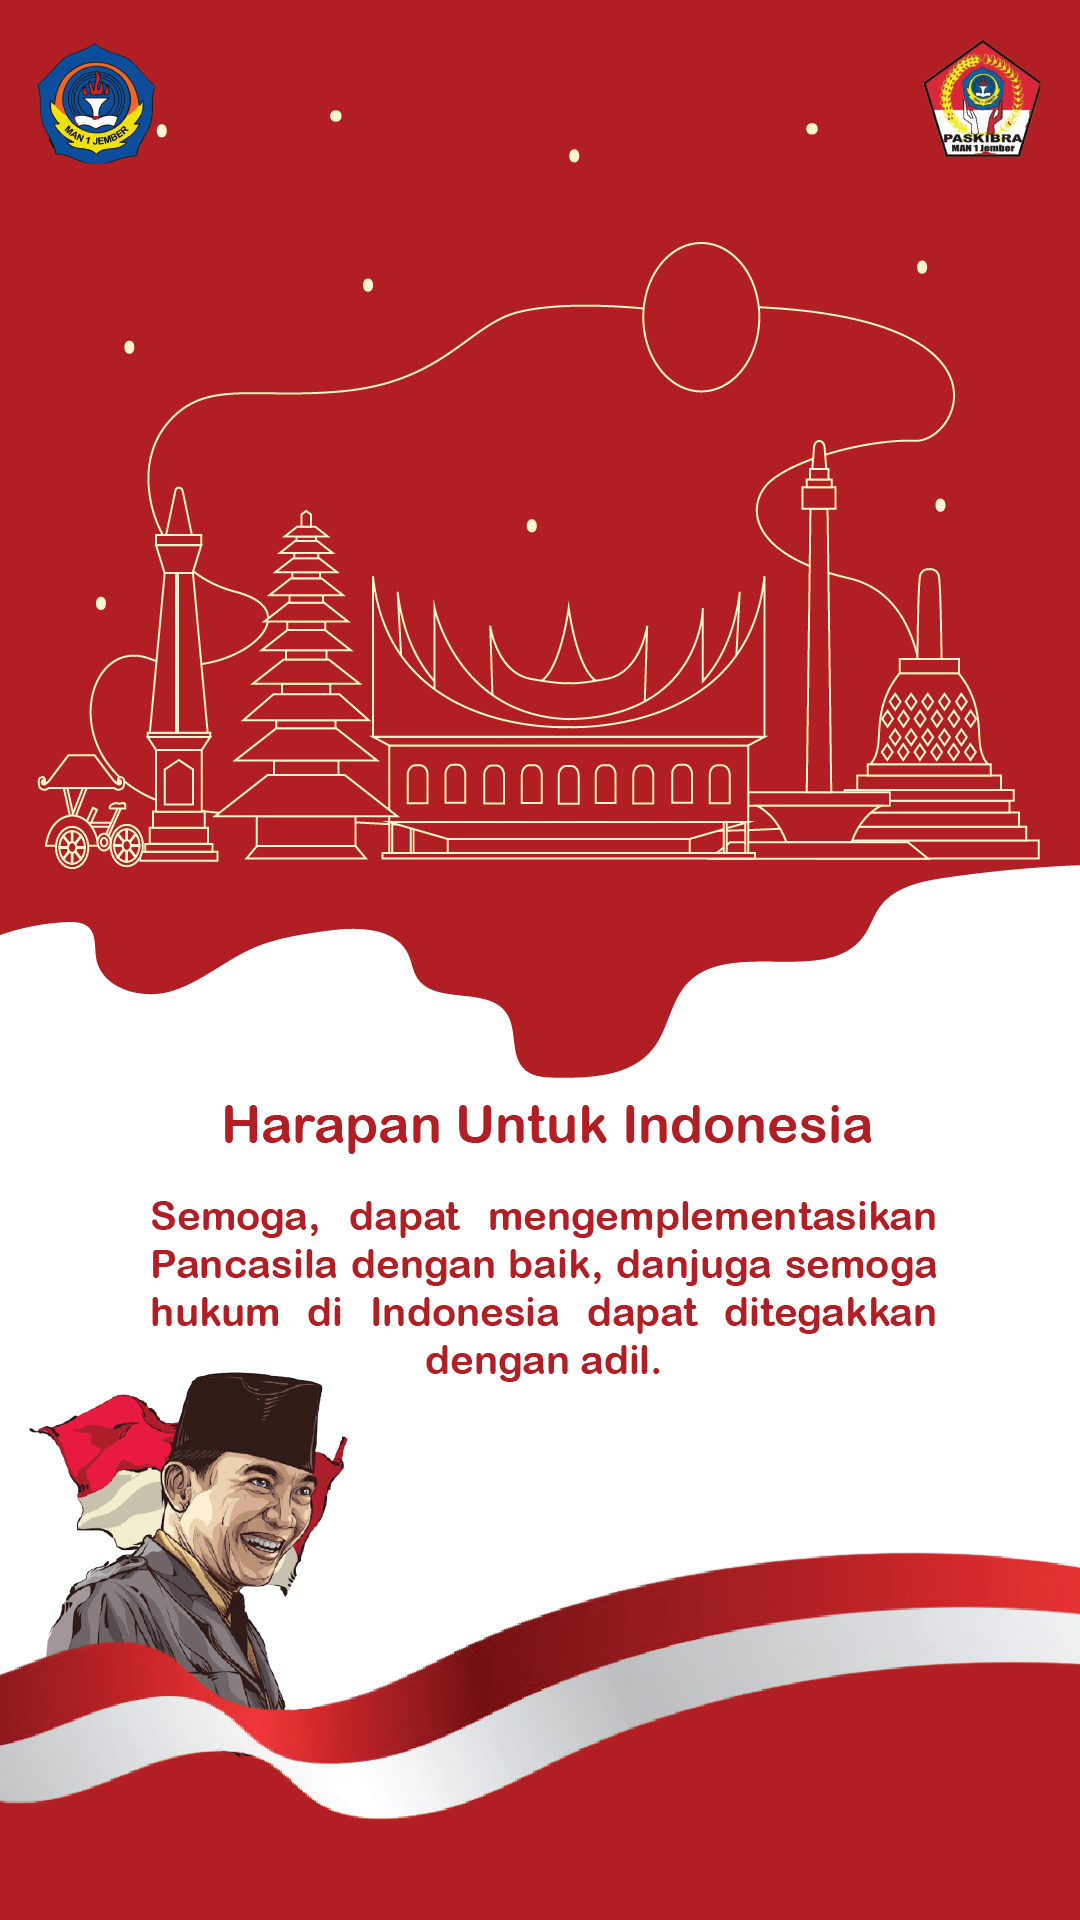 MAN 1 JEMBER
PASKIBRA
MAN 1 Jember
Harapan Untuk Indonesia
Semoga, dapat mengemplementasikan
Pancasila dengan baik, danjuga semoga
hukum di Indonesia dapat ditegakkan
dengan adil.